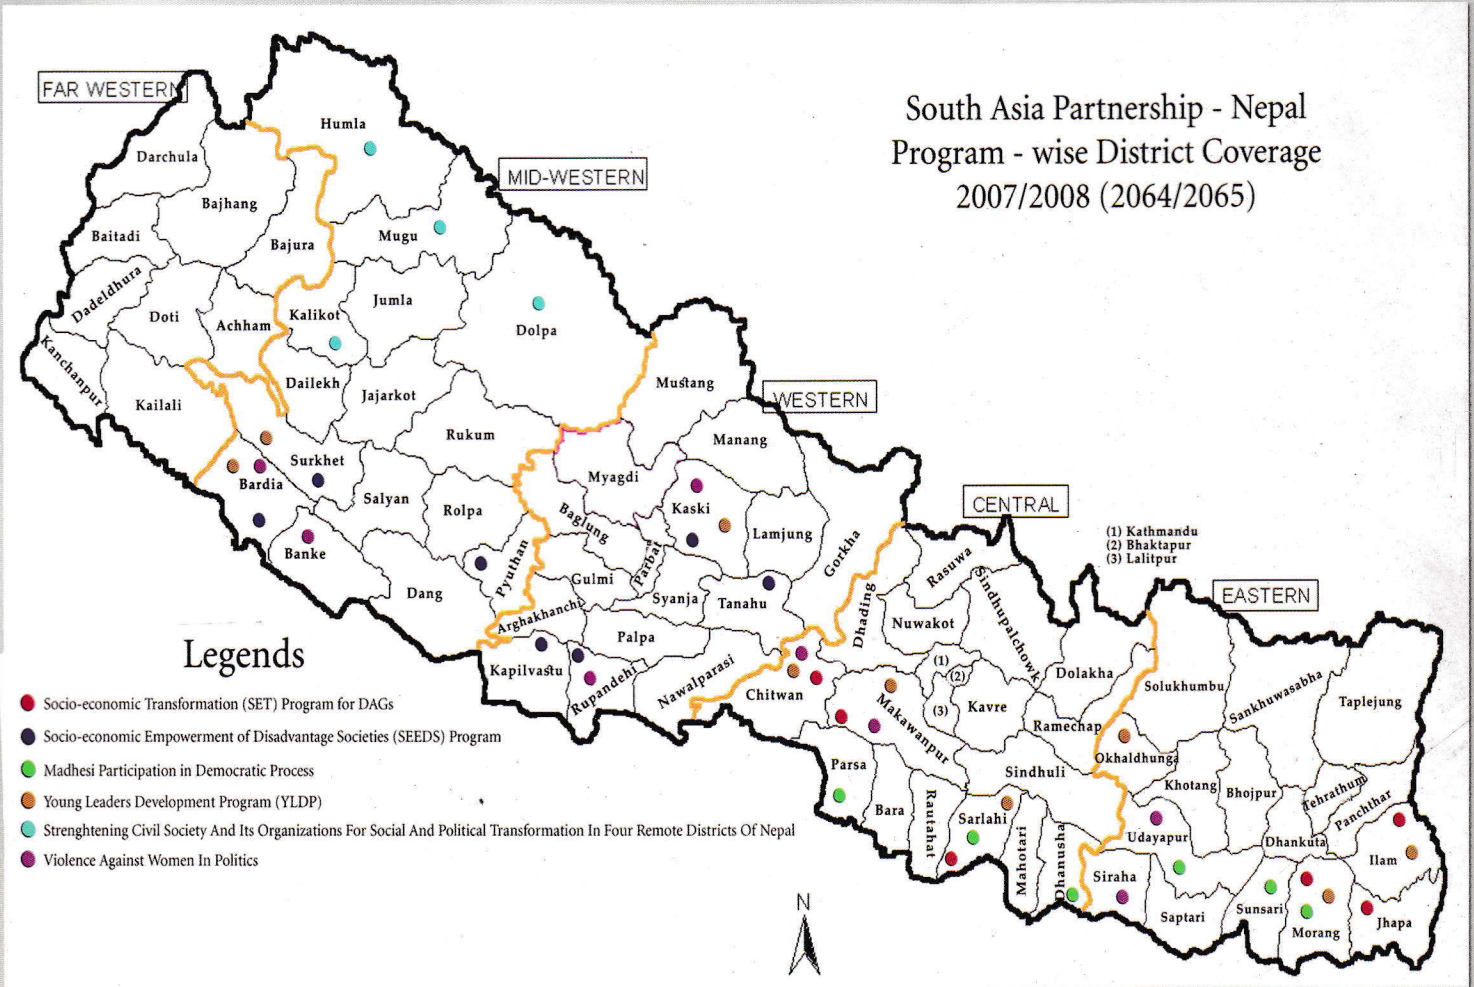 South Asia Partnership - Nepal
Program - wise District Coverage
2007/2008 (2064/2065)
FAR WESTERN
MID-WESTERN
WESTERN
CENTRAL
EASTERN
(1) Kathmandu
(2) Bhaktapur
(3) Lalitpur
Humla
Darchula
Bajhang
Baitadi
Bajura
Mugu
Dadeldhura
Doti
Achham
Kalikot
Jumla
Dolpa
Kanchanpur
Kailali
Dailekh
Jajarkot
Mustang
Rukum
Manang
Surkhet
Bardia
Salyan
Rolpa
Myagdi
Baglung
Kaski
Lamjung
Gorkha
Banke
Dang
Pyuthan
Gulmi
Parbat
Syanja
Tanahu
Arghakhanchi
Palpa
Dhading
Rasuwa
Nuwakot
Sindhupalchowk
Kapilvastu
Rupandehi
Nawalparasi
Chitwan
(1)
(2)
(3)
Makawanpur
Kavre
Dolakha
Ramechap
Solukhumbu
Sankhuwasabha
Taplejung
Okhaldhunga
Sindhuli
Parsa
Bara
Rautahat
Sarlahi
Mahotari
Dhanusha
Khotang
Bhojpur
Tehrathum
Panchthar
Udayapur
Dhankuta
Ilam
Siraha
Saptari
Sunsari
Morang
Jhapa
Legends
Socio-economic Transformation (SET) Program for DAGs
Socio-economic Empowerment of Disadvantage Societies (SEEDS) Program
Madhesi Participation in Democratic Process
Young Leaders Development Program (YLDP)
Strenghtening Civil Society And Its Organizations For Social And Political Transformation In Four Remote Districts Of Nepal
Violence Against Women In Politics
N